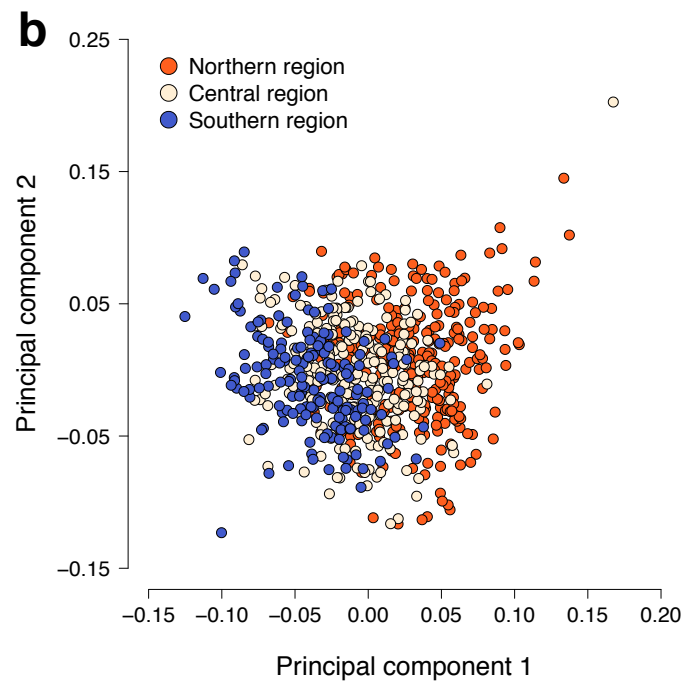 b
0.25
0.15
0.05
−0.05
−0.15
Principal component 2
Northern region
Central region
Southern region
−0.15 −0.10 −0.05 0.00 0.05 0.10 0.15 0.20
Principal component 1